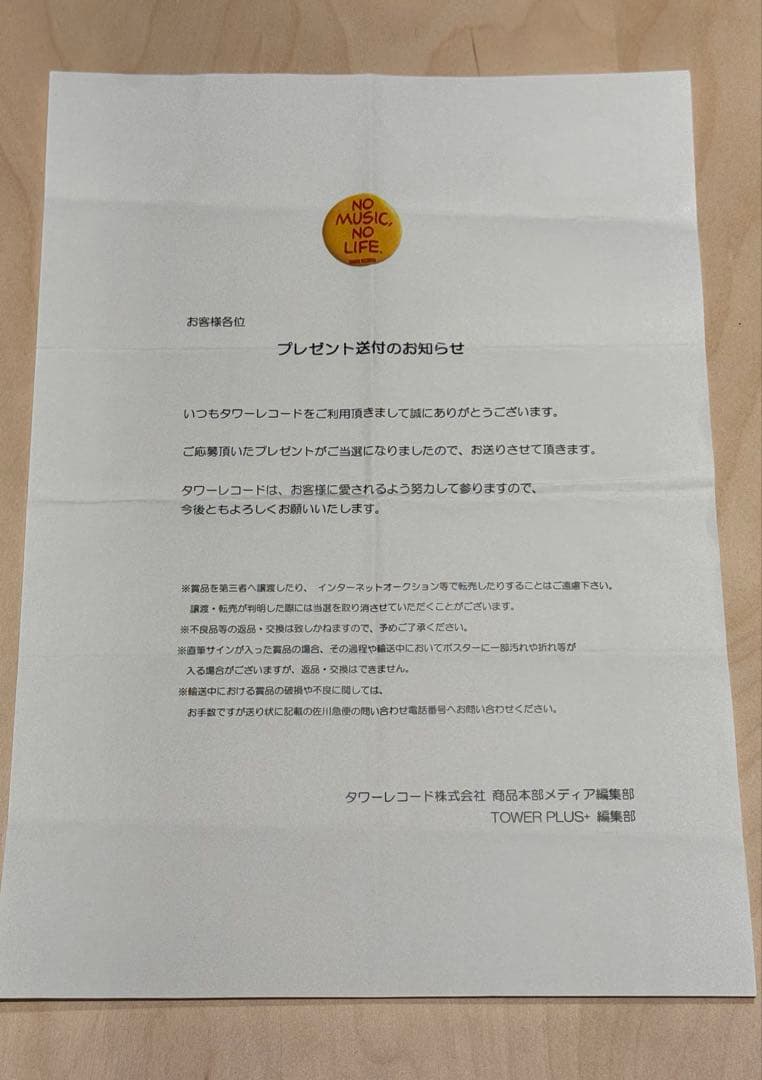 NO
MUSIC,
NO
LIFE.
お客様各位
プレゼント送付のお知らせ
いつもタワーレコードをご利用頂きまして誠にありがとうございます。
ご応募頂いたプレゼントがご当選になりましたので、お送りさせて頂きます。
タワーレコードは、お客様に愛されるよう努力して参りますので、
今後ともよろしくお願いいたします。
※賞品を第三者へ譲渡したり、インターネットオークション等で転売したりすることはご遠慮下さい。
譲渡・転売が判明した際には当選を取り消させていただくことがございます。
※不良品等の返品・交換は致しかねますので、予めご了承ください。
※直筆サインが入った賞品の場合、その過程や輸送中においてポスターに一部汚れや折れ等が
入る場合がございますが、返品・交換はできません。
※輸送中における賞品の破損や不良に関しては、
お手数ですが送り状に記載の佐川急便の問い合わせ電話番号へお問い合わせください。
タワーレコード株式会社 商品本部メディア編集部
TOWER PLUS+ 編集部